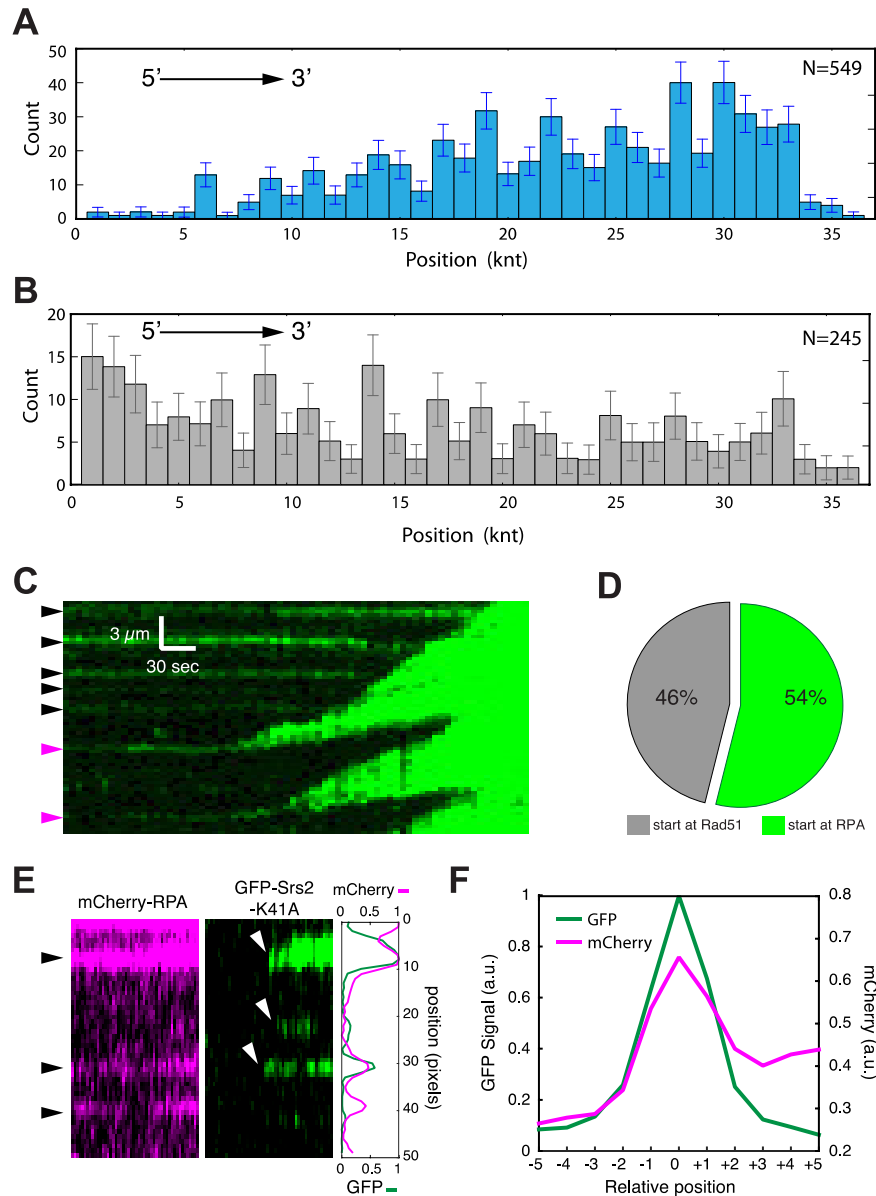 A
5’ 3’
N=549
50
40
30
20
10
0
Count
0 5 10 15 20 25 30 35
Position (knt)
B
5’ 3’
N=245
20
15
10
5
0
Count
0 5 10 15 20 25 30 35
Position (knt)
C
3 µm
30 sec
D
46%
54%
start at Rad51
start at RPA
E
mCherry-RPA
GFP-Srs2
-K41A
mCherry
0 0.5 1
0
10
20
30
40
50
position (pixels)
0 0.5 1
GFP
F
GFP
mCherry
1
0.8
0.6
0.4
0.2
0
GFP Signal (a.u.)
0.8
0.7
0.6
0.5
0.4
0.3
0.2
mCherry (a.u.)
-5 -4 -3 -2 -1 0 +1 +2 +3 +4 +5
Relative position